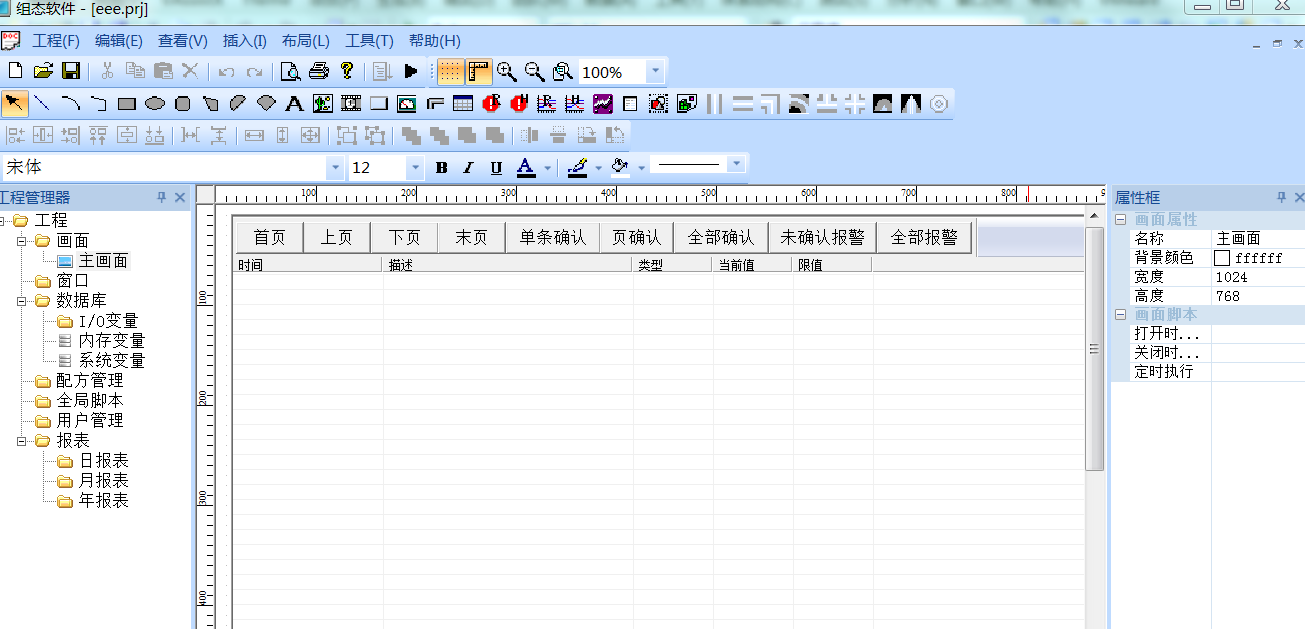 组态软件 - [eee.prj]
工程(F) 编辑(E) 查看(V) 插入(I) 布局(L) 工具(T) 帮助(H)
100%
宋体 12 B I U A
工程管理器
工程
画面
主画面
窗口
数据库
I/O变量
内存变量
系统变量
配方管理
全局脚本
用户管理
报表
日报表
月报表
年报表
100 200 300 400 500 600 700 800 9
100
200
300
400
首页 上页 下页 末页 单条确认 页确认 全部确认 未确认报警 全部报警
时间 描述 类型 当前值 限值
属性框
画面属性
名称 主画面
背景颜色 ffffff
宽度 1024
高度 768
画面脚本
打开时...
关闭时...
定时执行